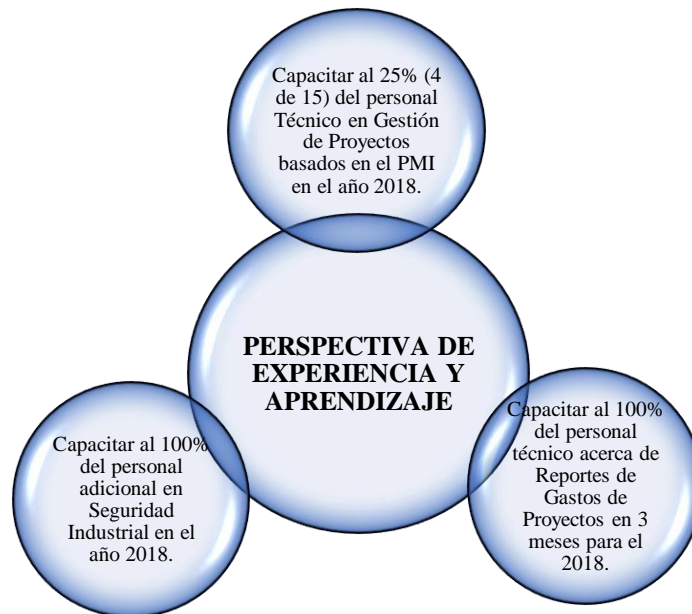 Capacitar al 25% (4
de 15) del personal
Técnico en Gestión
de Proyectos
basados en el PMI
en el año 2018.
PERSPECTIVA DE
EXPERIENCIA Y
APRENDIZAJE
Capacitar al 100%
del personal
técnico acerca de
Reportes de
Gastos de
Proyectos en 3
meses para el
2018.
Capacitar al 100%
del personal
adicional en
Seguridad
Industrial en el
año 2018.